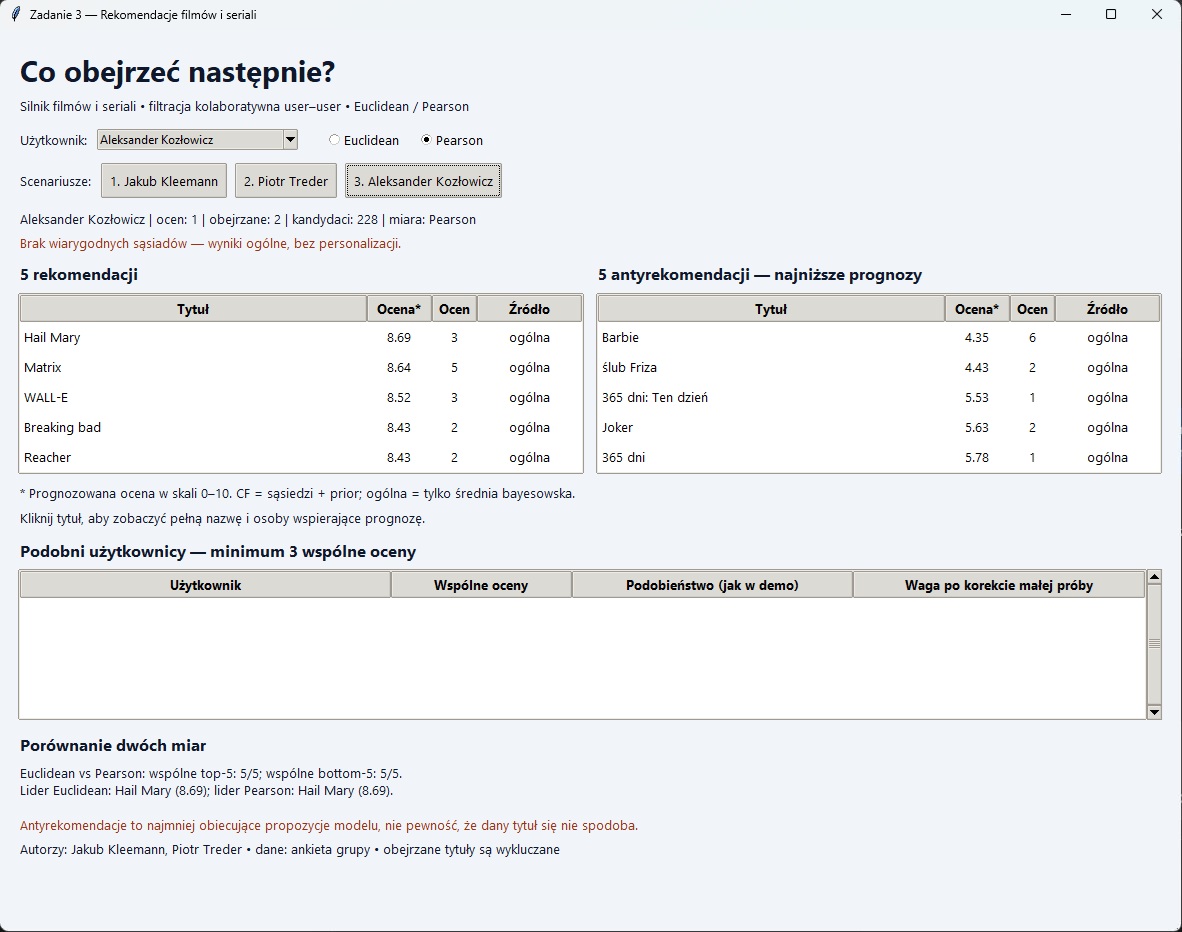 Zadanie 3 — Rekomendacje filmów i seriali
Co obejrzeć następnie?
Silnik filmów i seriali • filtracja kolaboratywna user–user • Euclidean / Pearson
Użytkownik: Aleksander Kozłowicz Euclidean Pearson
Scenariusze: 1. Jakub Kleemann 2. Piotr Treder 3. Aleksander Kozłowicz
Aleksander Kozłowicz | ocen: 1 | obejrzane: 2 | kandydaci: 228 | miara: Pearson
Brak wiarygodnych sąsiadów — wyniki ogólne, bez personalizacji.
5 rekomendacji
Tytuł Ocena* Ocen Źródło
Hail Mary 8.69 3 ogólna
Matrix 8.64 5 ogólna
WALL-E 8.52 3 ogólna
Breaking bad 8.43 2 ogólna
Reacher 8.43 2 ogólna
5 antyrekomendacji — najniższe prognozy
Tytuł Ocena* Ocen Źródło
Barbie 4.35 6 ogólna
ślub Friza 4.43 2 ogólna
365 dni: Ten dzień 5.53 1 ogólna
Joker 5.63 2 ogólna
365 dni 5.78 1 ogólna
* Prognozowana ocena w skali 0–10. CF = sąsiedzi + prior; ogólna = tylko średnia bayesowska.
Kliknij tytuł, aby zobaczyć pełną nazwę i osoby wspierające prognozę.
Podobni użytkownicy — minimum 3 wspólne oceny
Użytkownik Wspólne oceny Podobieństwo (jak w demo) Waga po korekcie małej próby
Porównanie dwóch miar
Euclidean vs Pearson: wspólne top-5: 5/5; wspólne bottom-5: 5/5.
Lider Euclidean: Hail Mary (8.69); lider Pearson: Hail Mary (8.69).
Antyrekomendacje to najmniej obiecujące propozycje modelu, nie pewność, że dany tytuł się nie spodoba.
Autorzy: Jakub Kleemann, Piotr Treder • dane: ankieta grupy • obejrzane tytuły są wykluczane